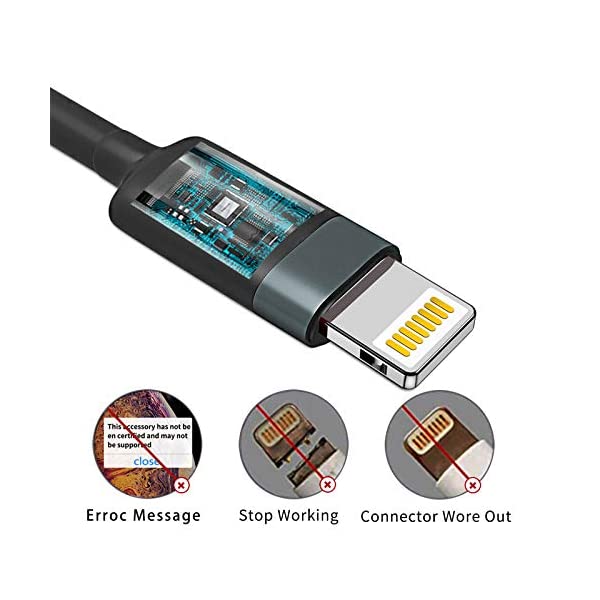 This accessory has not be
en certified and may not
be supported
close
Erroc Message
Stop Working
Connector Wore Out